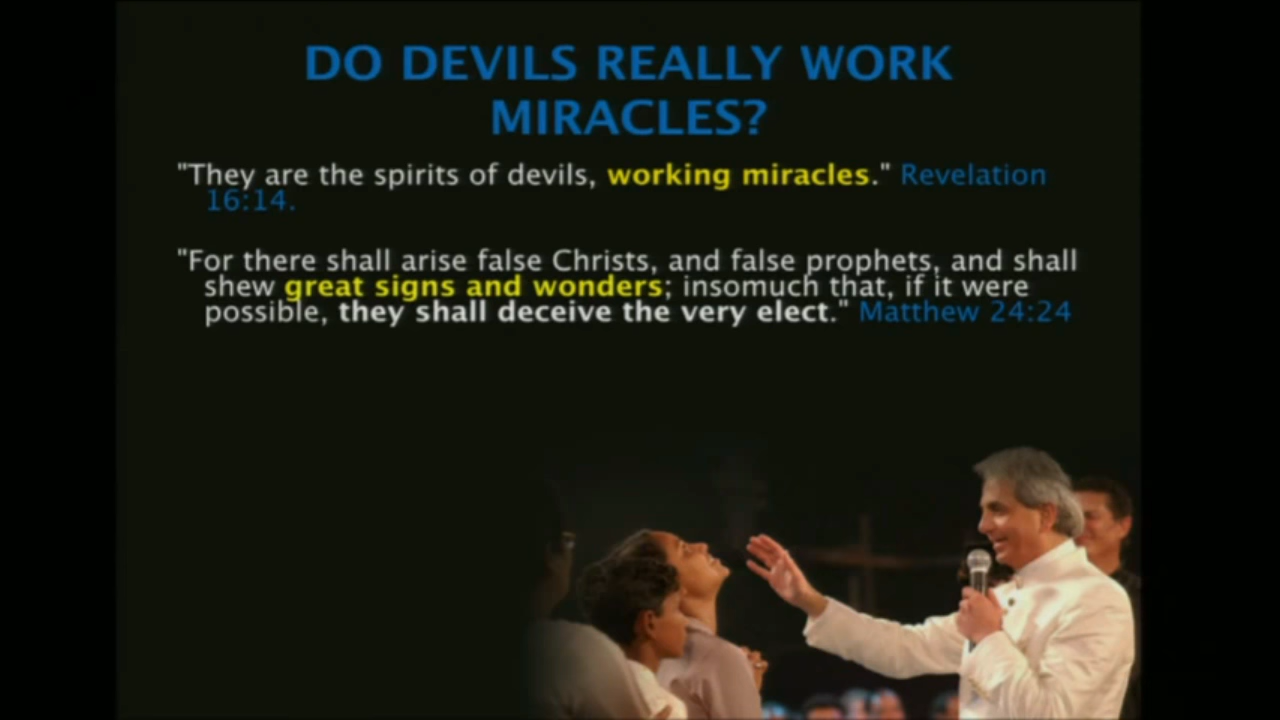 DO DEVILS REALLY WORK
MIRACLES?
"They are the spirits of devils, working miracles." Revelation
16:14.
"For there shall arise false Christs, and false prophets, and shall
shew great signs and wonders; insomuch that, if it were
possible, they shall deceive the very elect." Matthew 24:24